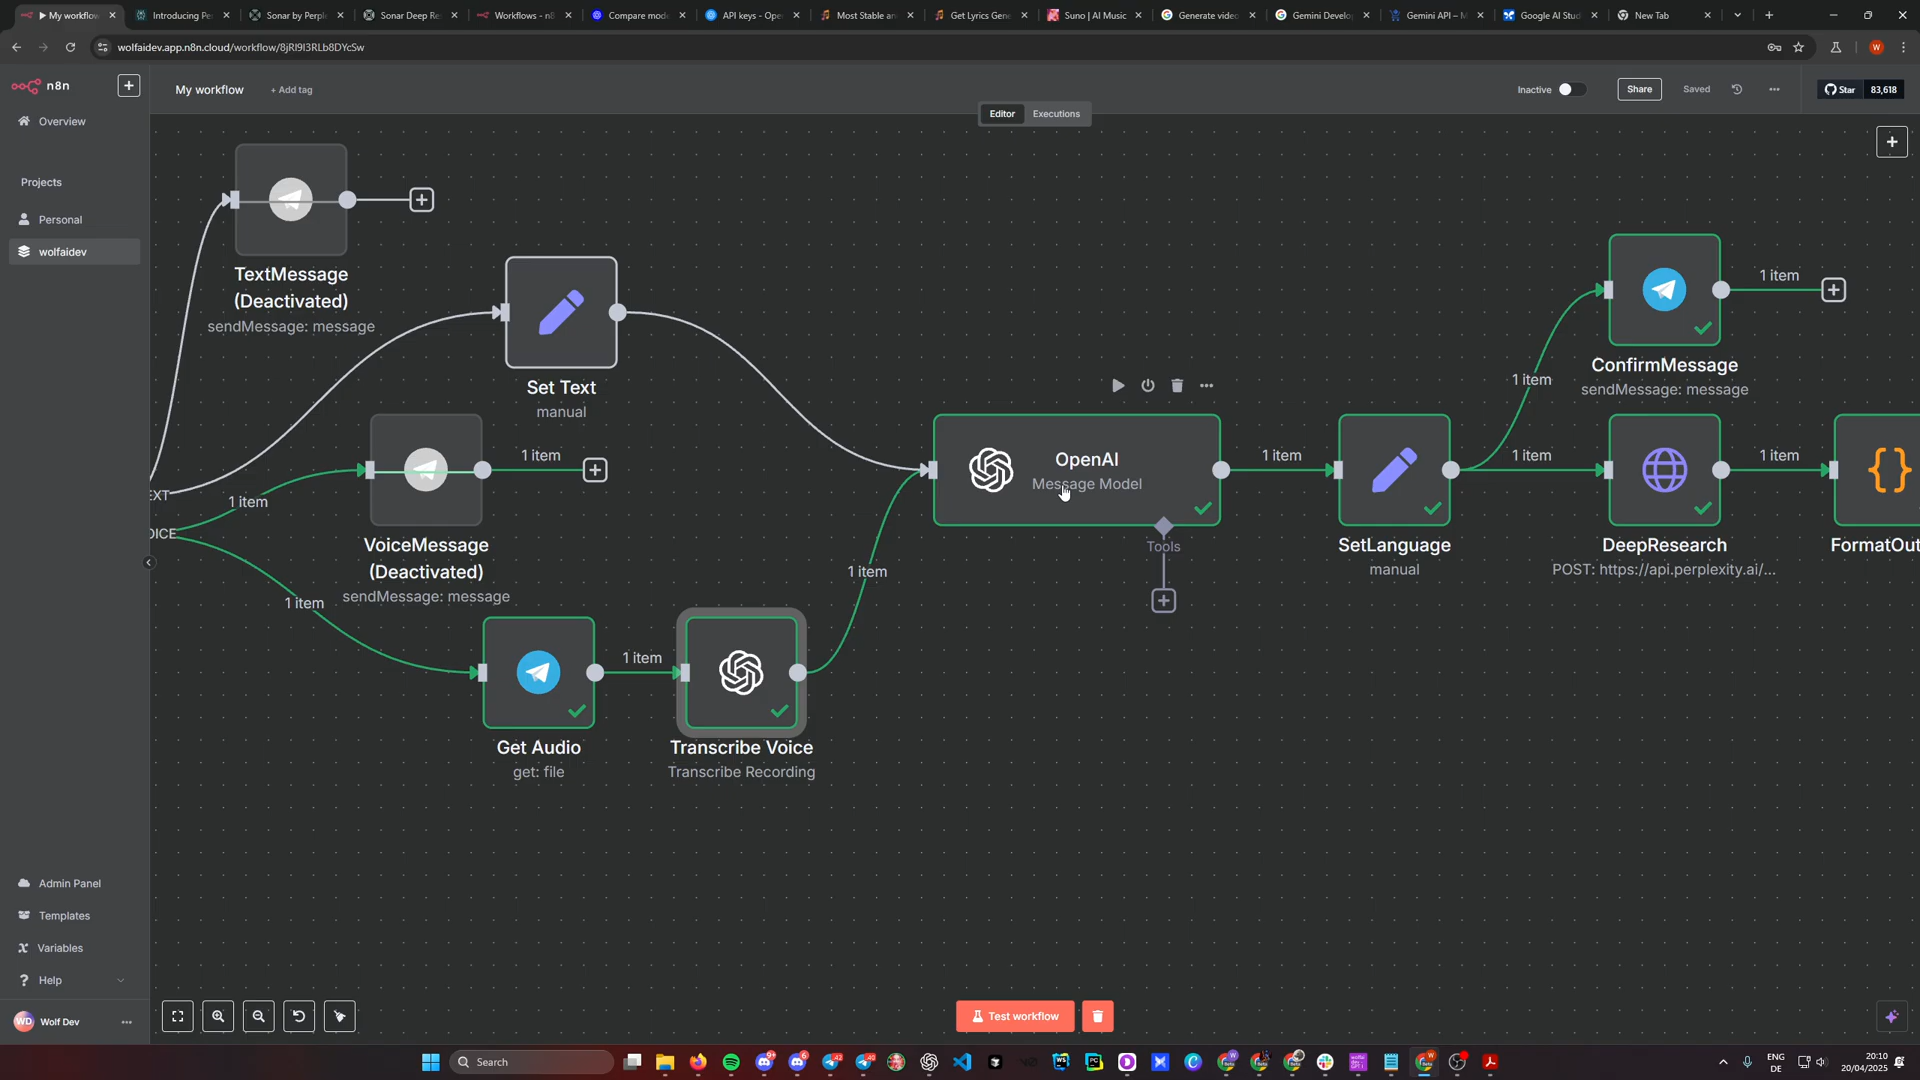 My workflow
Introducing Pe
Sonar by Perpl
Sonar Deep Re
Workflows - n8
Compare mod
API keys - Ope
Most Stable an
Get Lyrics Gene
Suno | AI Music
Generate video
Gemini Develo
Gemini API – M
Google AI Stud
New Tab
wolfaidev.app.n8n.cloud/workflow/8jRI9I3RLb8DYcSw
W
n8n
My workflow
+ Add tag
Inactive
Share
Saved
Star
83,618
Editor
Executions
Overview
Projects
Personal
wolfaidev
TextMessage
(Deactivated)
sendMessage: message
Set Text
manual
1 item
ConfirmMessage
sendMessage: message
1 item
EXT
1 item
OICE
1 item
VoiceMessage
(Deactivated)
sendMessage: message
1 item
OpenAI
Message Model
Tools
1 item
SetLanguage
manual
1 item
DeepResearch
POST: https://api.perplexity.ai/...
1 item
FormatOut
1 item
Get Audio
get: file
1 item
Transcribe Voice
Transcribe Recording
Admin Panel
Templates
Variables
Help
WD
Wolf Dev
Test workflow
Search
ENG
DE
20:10
20/04/2025